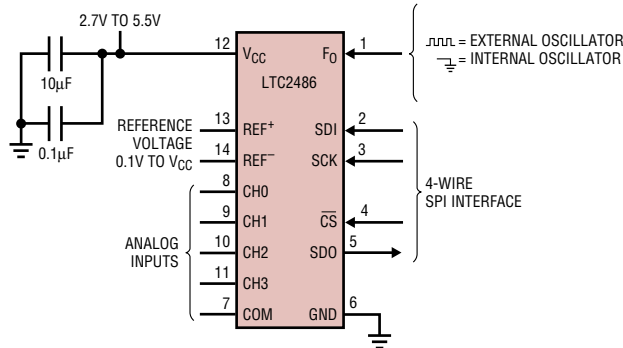 2.7V TO 5.5V
12
VCC
FO
1
= EXTERNAL OSCILLATOR
= INTERNAL OSCILLATOR
LTC2486
10µF
0.1µF
REFERENCE
VOLTAGE
0.1V TO VCC
13
REF+
SDI
2
14
REF–
SCK
3
8
CH0
9
CH1
CS
4
10
CH2
SDO
5
11
CH3
7
COM
GND
6
ANALOG
INPUTS
4-WIRE
SPI INTERFACE